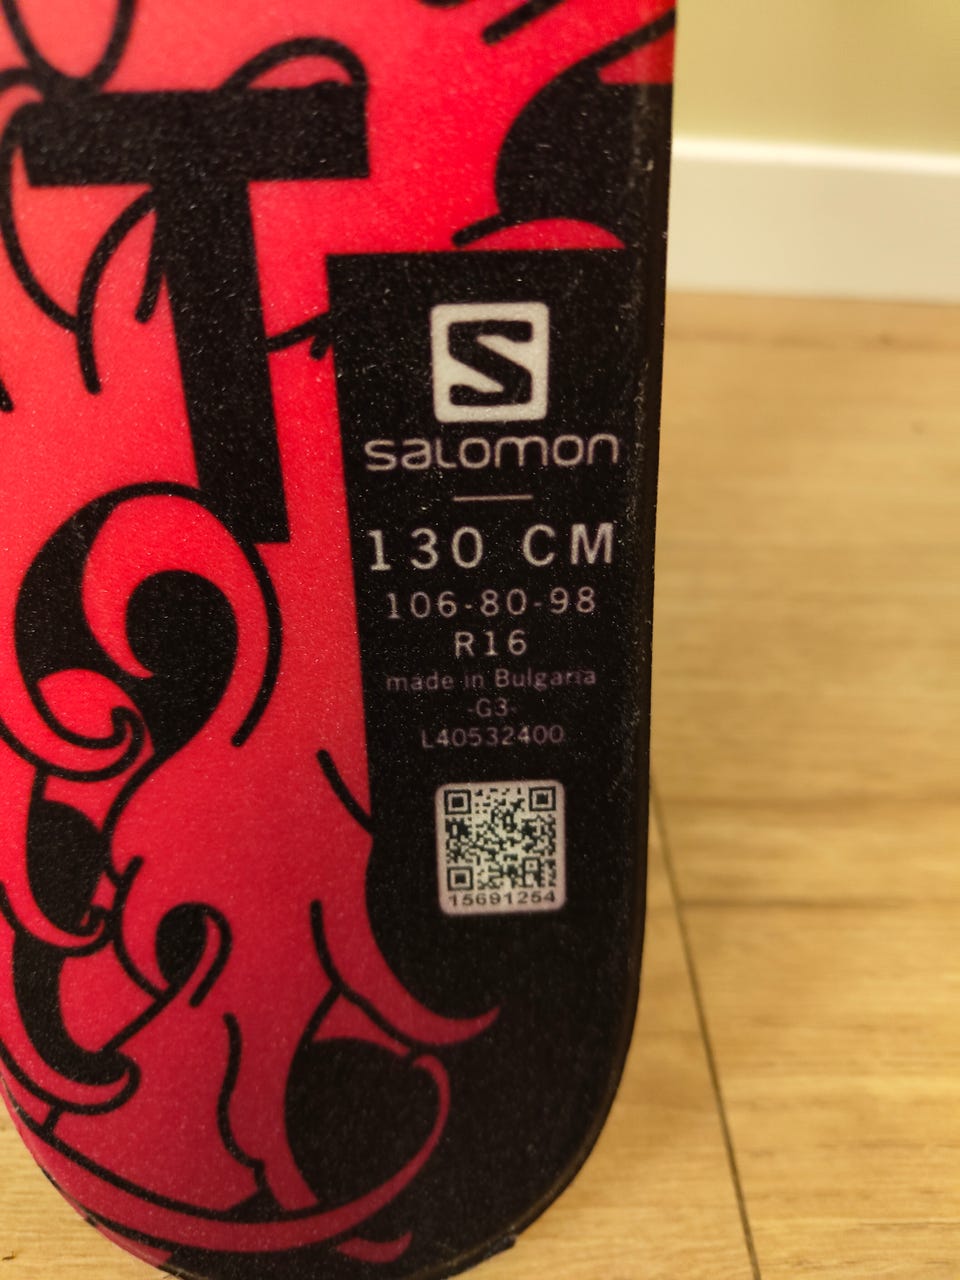 T
S
salomon
130 CM
106-80-98
R16
made in Bulgaria
-G3-
L40532400
15691254